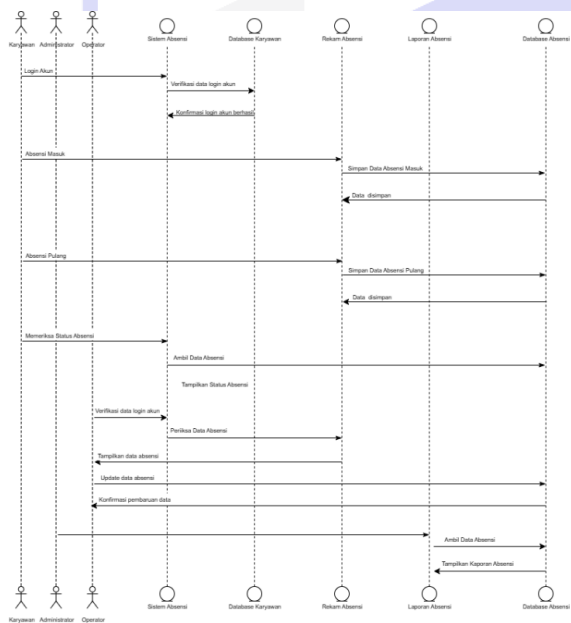 Karyawan Administrator Operator Sistem Absensi Database Karyawan Rekam Absensi Laporan Absensi Database Absensi
Login Akun
Verifikasi data login akun
Konfirmasi login akun berhasil
Absensi Masuk
Simpan Data Absensi Masuk
Data disimpan
Absensi Pulang
Simpan Data Absensi Pulang
Data disimpan
Memeriksa Status Absensi
Ambil Data Absensi
Tampilkan Status Absensi
Verifikasi data login akun
Periksa Data Absensi
Tampilkan data absensi
Update data absensi
Konfirmasi pembaruan data
Ambil Data Absensi
Tampilkan Kaporan Absensi
Karyawan Administrator Operator Sistem Absensi Database Karyawan Rekam Absensi Laporan Absensi Database Absensi